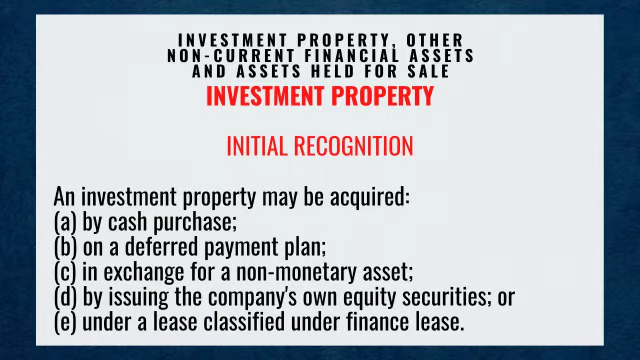 INVESTMENT PROPERTY, OTHER
NON-CURRENT FINANCIAL ASSETS
AND ASSETS HELD FOR SALE
INVESTMENT PROPERTY
INITIAL RECOGNITION
An investment property may be acquired:
(a) by cash purchase;
(b) on a deferred payment plan;
(c) in exchange for a non-monetary asset;
(d) by issuing the company's own equity securities; or
(e) under a lease classified under finance lease.